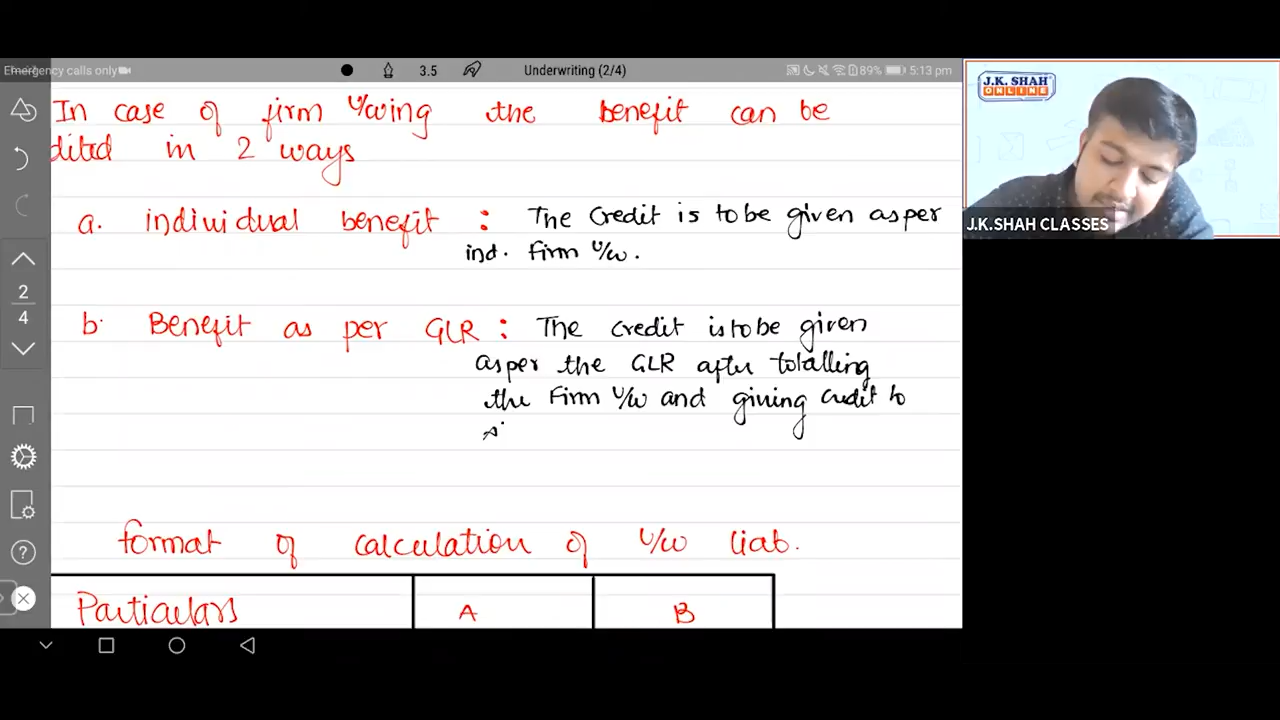 Emergency calls only
3.5
Underwriting (2/4)
89%
5:13 pm
J.K. SHAH
ONLINE
In case of firm u/wing the benefit can be
dited in 2 ways
a. individual benefit : The Credit is to be given as per
ind. Firm u/w.
2
4
b. Benefit as per GLR : The credit is to be given
as per the GLR after totalling
the Firm u/w and giving credit to
format of calculation of u/w liab.
Particulars A B
J.K.SHAH CLASSES